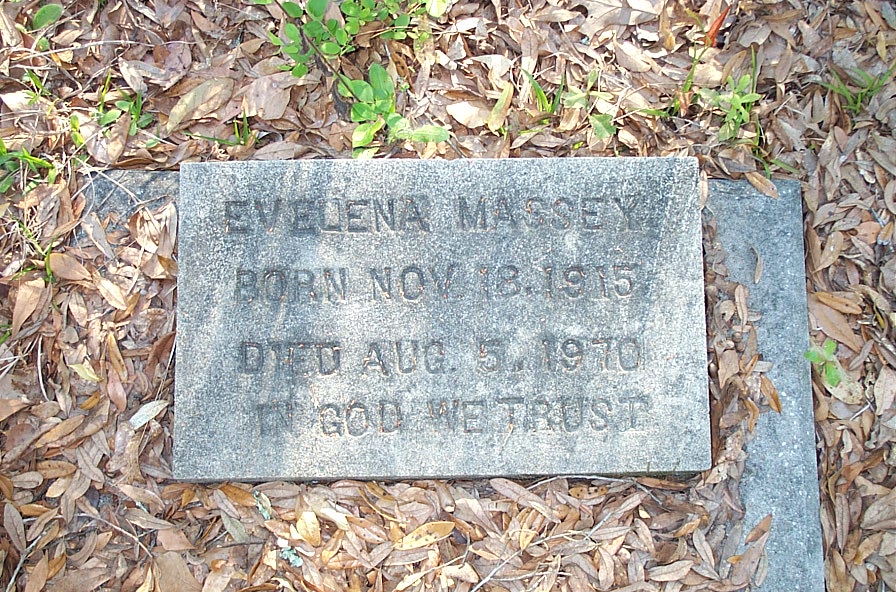 EVELENA MASSEY
BORN NOV. 18. 1915
DIED AUG. 5. 1970
IN GOD WE TRUST